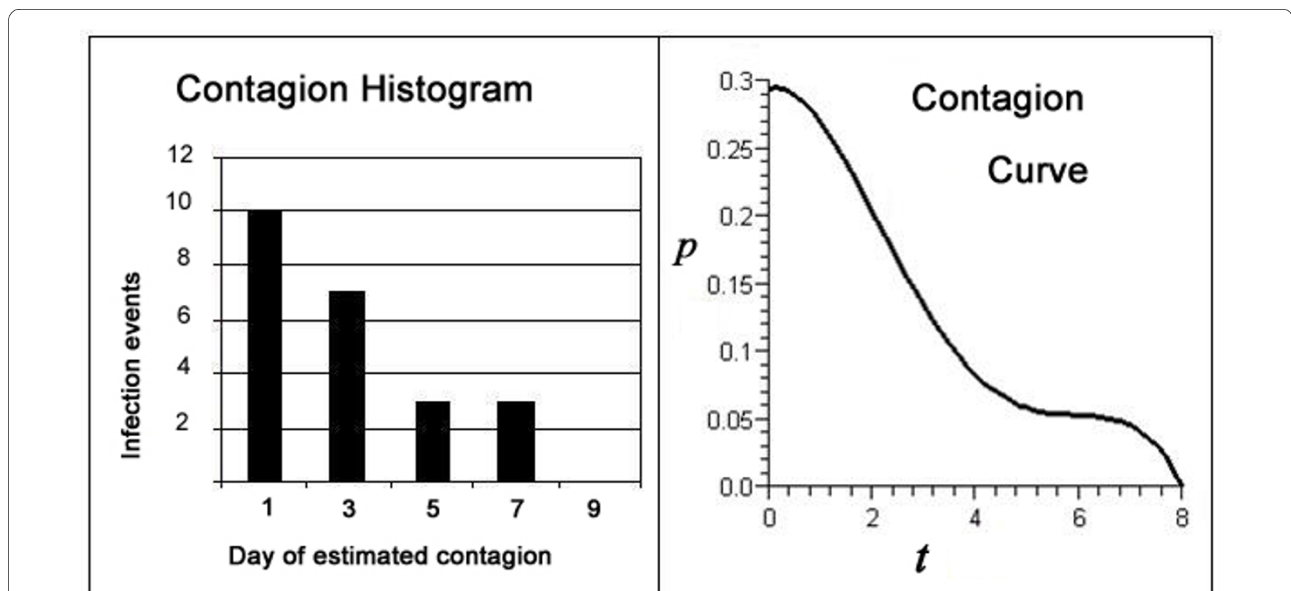 Contagion Histogram
12
10
8
6
4
2
Infection events
1 3 5 7 9
Day of estimated contagion
Contagion
Curve
0.3
0.25
0.2
0.15
0.1
0.05
0.0
p
0 2 4 6 8
t